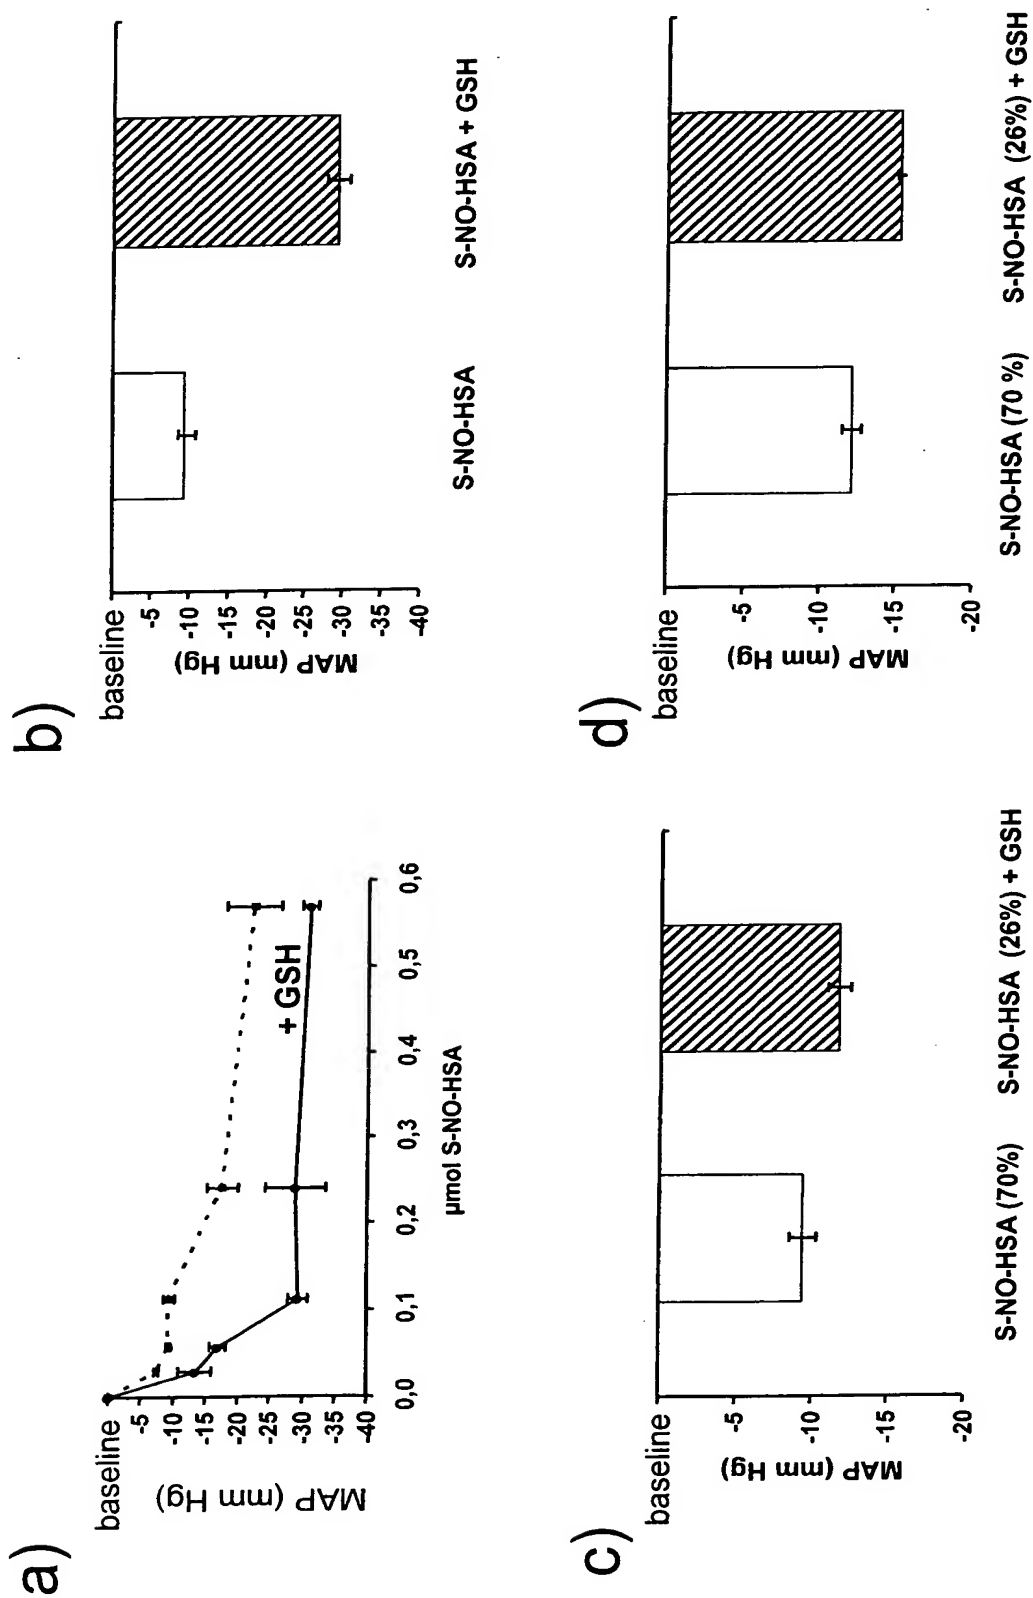 a)
baseline
-5
-10
-15
-20
-25
-30
-35
-40
MAP (mm Hg)
+ GSH
0,0
0,1
0,2
0,3
0,4
0,5
0,6
µmol S-NO-HSA
b)
baseline
-5
-10
-15
-20
-25
-30
-35
-40
MAP (mm Hg)
S-NO-HSA
S-NO-HSA + GSH
c)
baseline
-5
-10
-15
-20
MAP (mm Hg)
S-NO-HSA (70%)
S-NO-HSA (26%) + GSH
d)
baseline
-5
-10
-15
-20
MAP (mm Hg)
S-NO-HSA (70 %)
S-NO-HSA (26%) + GSH